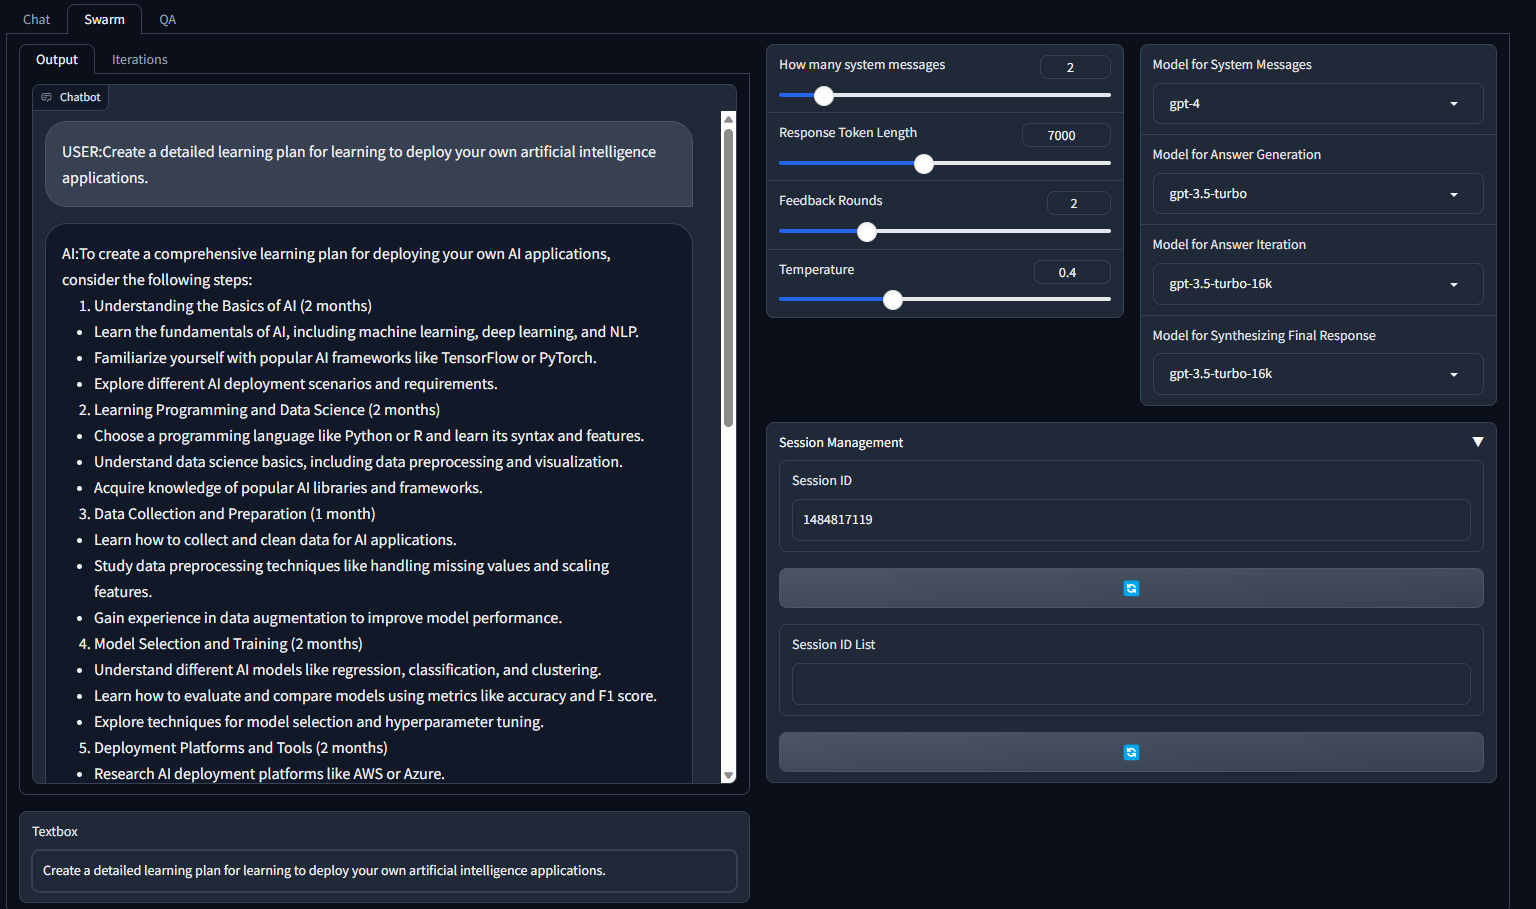 Chat
Swarm
QA
Output
Iterations
Chatbot
USER:Create a detailed learning plan for learning to deploy your own artificial intelligence
applications.
AI:To create a comprehensive learning plan for deploying your own AI applications,
consider the following steps:
1. Understanding the Basics of AI (2 months)
• Learn the fundamentals of AI, including machine learning, deep learning, and NLP.
• Familiarize yourself with popular AI frameworks like TensorFlow or PyTorch.
• Explore different AI deployment scenarios and requirements.
2. Learning Programming and Data Science (2 months)
• Choose a programming language like Python or R and learn its syntax and features.
• Understand data science basics, including data preprocessing and visualization.
• Acquire knowledge of popular AI libraries and frameworks.
3. Data Collection and Preparation (1 month)
• Learn how to collect and clean data for AI applications.
• Study data preprocessing techniques like handling missing values and scaling
features.
• Gain experience in data augmentation to improve model performance.
4. Model Selection and Training (2 months)
• Understand different AI models like regression, classification, and clustering.
• Learn how to evaluate and compare models using metrics like accuracy and F1 score.
• Explore techniques for model selection and hyperparameter tuning.
5. Deployment Platforms and Tools (2 months)
• Research AI deployment platforms like AWS or Azure.
Textbox
Create a detailed learning plan for learning to deploy your own artificial intelligence applications.
How many system messages
2
Response Token Length
7000
Feedback Rounds
2
Temperature
0.4
Model for System Messages
gpt-4
Model for Answer Generation
gpt-3.5-turbo
Model for Answer Iteration
gpt-3.5-turbo-16k
Model for Synthesizing Final Response
gpt-3.5-turbo-16k
Session Management
Session ID
1484817119
Session ID List